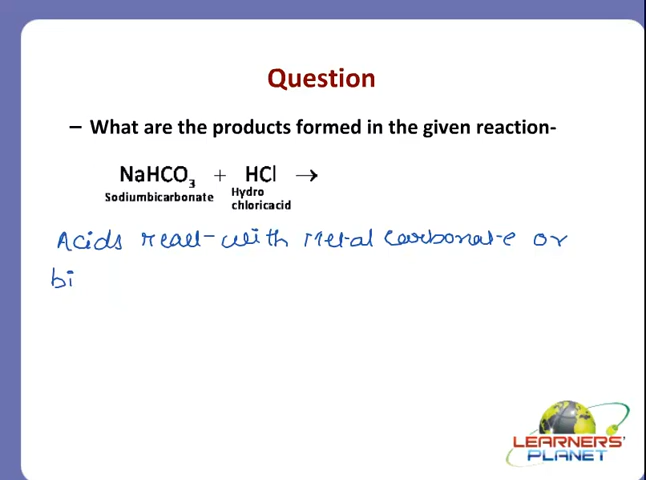 Question
– What are the products formed in the given reaction-
NaHCO₃ + HCl →
Sodiumbicarbonate Hydro
chloricacid
Acids react with Metal Carbonate or
bi
LEARNERS'
PLANET